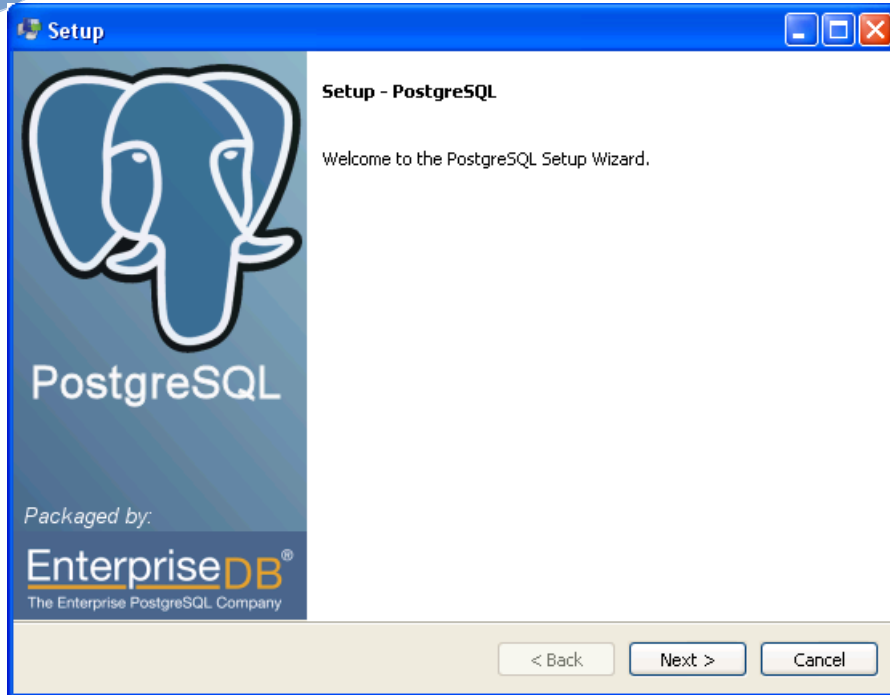 Setup
Setup - PostgreSQL
Welcome to the PostgreSQL Setup Wizard.
PostgreSQL
Packaged by:
EnterpriseDB®
The Enterprise PostgreSQL Company
< Back
Next >
Cancel